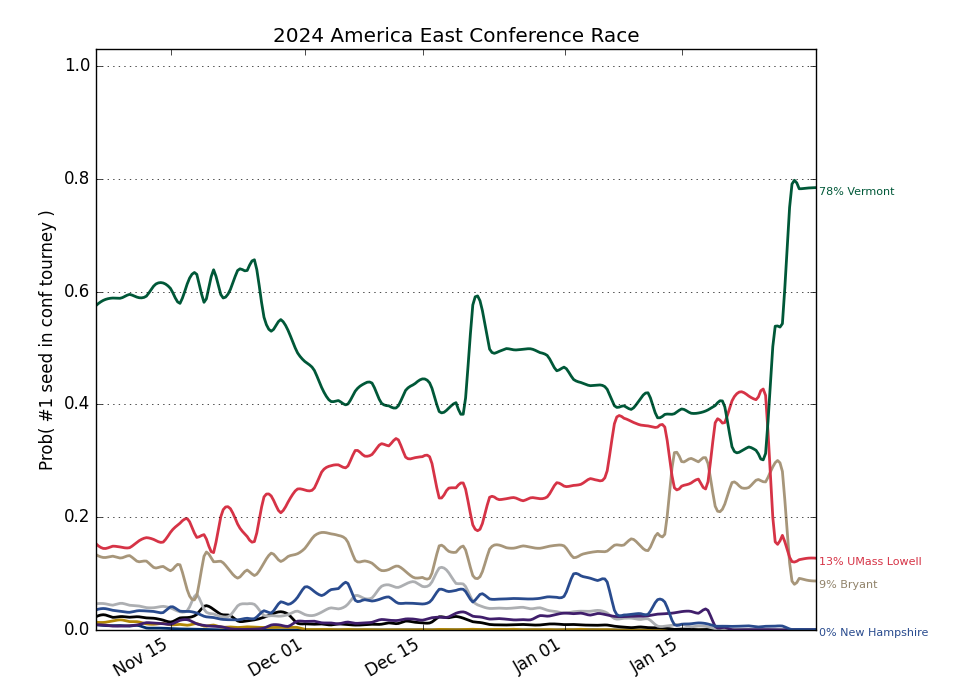 2024 America East Conference Race
Prob( #1 seed in conf tourney )
1.0
0.8
0.6
0.4
0.2
0.0
Nov 15
Dec 01
Dec 15
Jan 01
Jan 15
78% Vermont
13% UMass Lowell
9% Bryant
0% New Hampshire